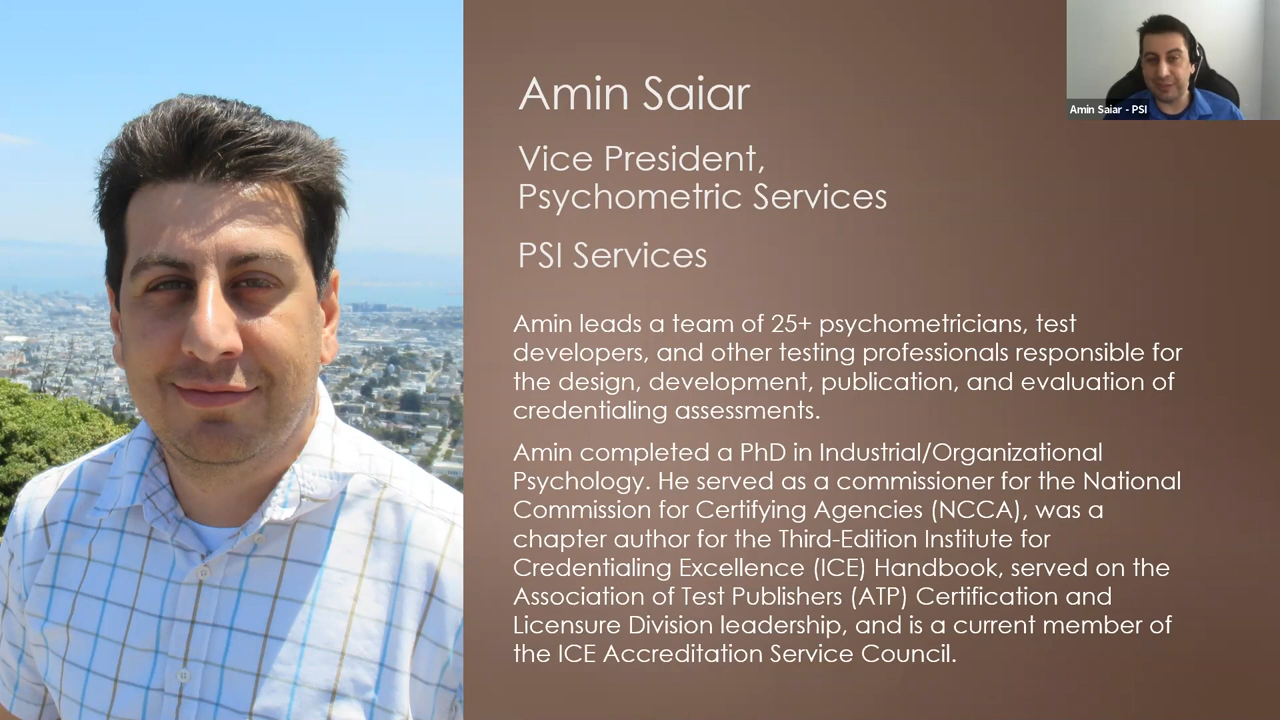 Amin Saiar
Vice President,
Psychometric Services
PSI Services
Amin Saiar - PSI
Amin leads a team of 25+ psychometricians, test
developers, and other testing professionals responsible for
the design, development, publication, and evaluation of
credentialing assessments.
Amin completed a PhD in Industrial/Organizational
Psychology. He served as a commissioner for the National
Commission for Certifying Agencies (NCCA), was a
chapter author for the Third-Edition Institute for
Credentialing Excellence (ICE) Handbook, served on the
Association of Test Publishers (ATP) Certification and
Licensure Division leadership, and is a current member of
the ICE Accreditation Service Council.